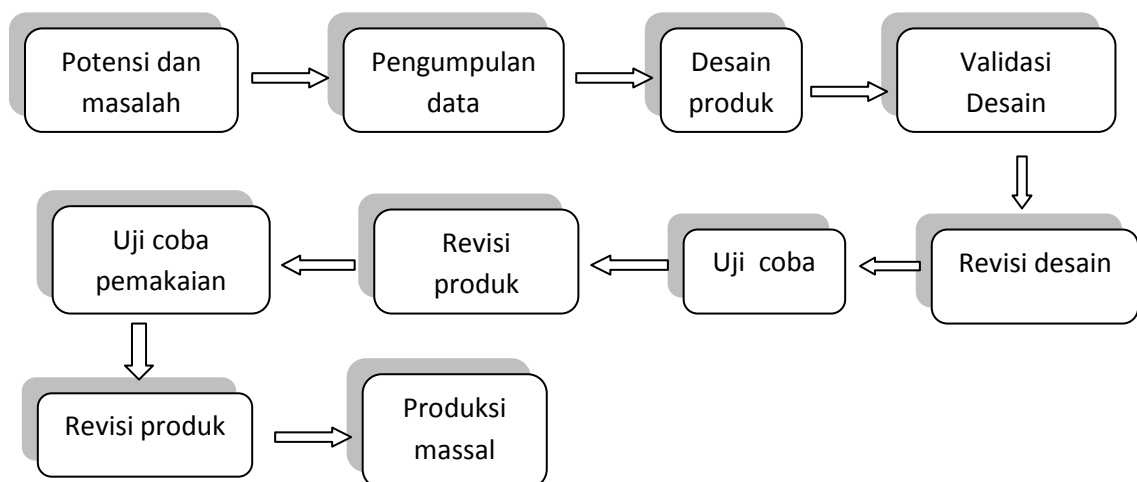 Potensi dan
masalah
Pengumpulan
data
Desain
produk
Validasi
Desain
Revisi desain
Uji coba
Revisi
produk
Uji coba
pemakaian
Revisi produk
Produksi
massal